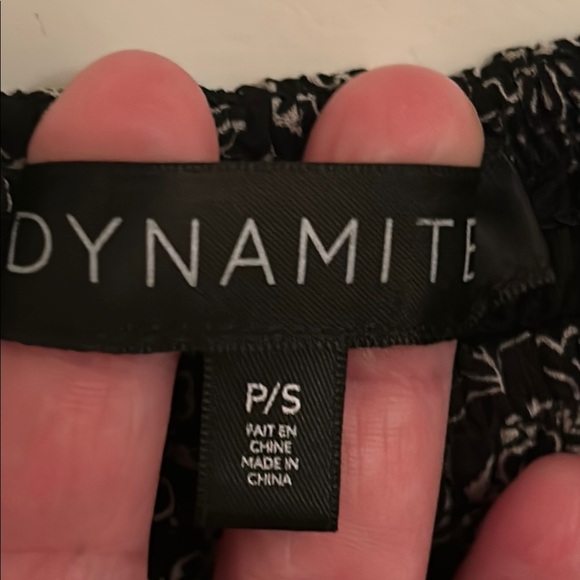 DYNAMITE
P/S
FAIT EN
CHINE
MADE IN
CHINA